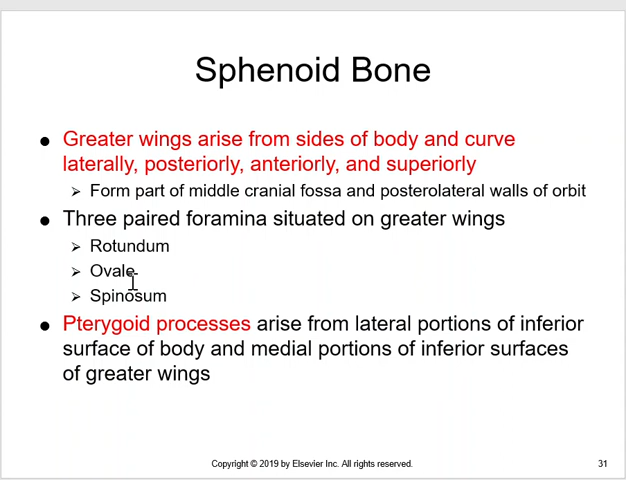 Sphenoid Bone
● Greater wings arise from sides of body and curve
laterally, posteriorly, anteriorly, and superiorly
➢ Form part of middle cranial fossa and posterolateral walls of orbit
● Three paired foramina situated on greater wings
➢ Rotundum
➢ Ovale
➢ Spinosum
● Pterygoid processes arise from lateral portions of inferior
surface of body and medial portions of inferior surfaces
of greater wings
Copyright © 2019 by Elsevier Inc. All rights reserved.
31